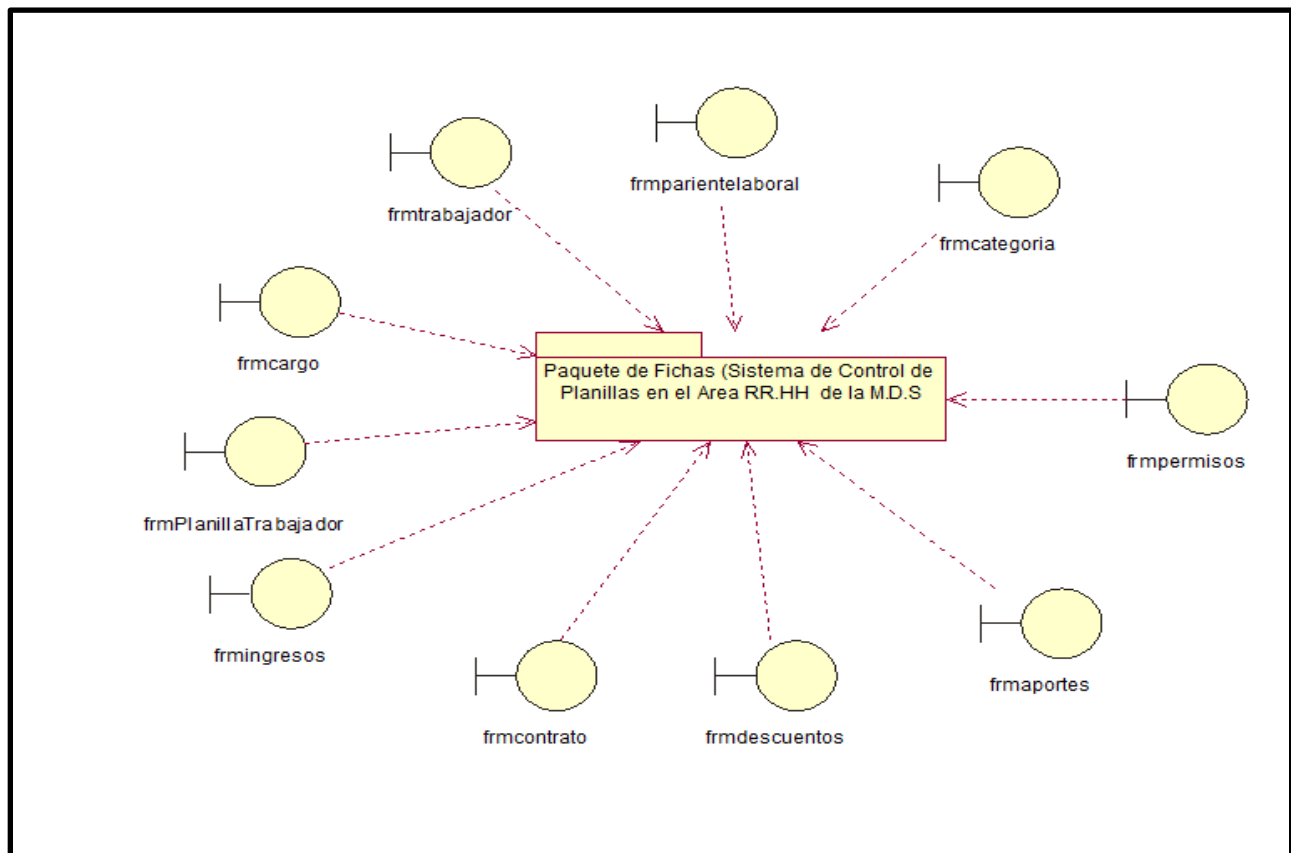 frmparientelaboral
frmtrabajador
frmcategoria
frmcargo
Paquete de Fichas (Sistema de Control de
Planillas en el Area RR.HH de la M.D.S
frmpermisos
frmPlanillaTrabajador
frmingresos
frmaportes
frmcontrato
frmdescuentos